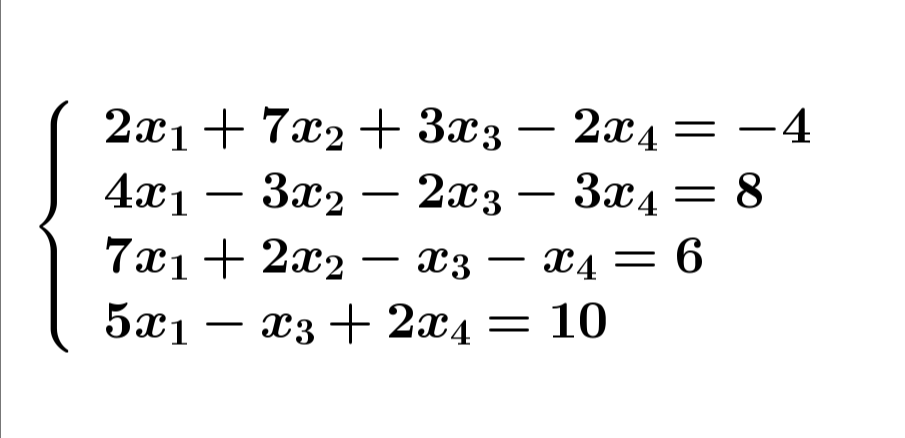 2x₁ + 7x₂ + 3x₃ − 2x₄ = −4
4x₁ − 3x₂ − 2x₃ − 3x₄ = 8
7x₁ + 2x₂ − x₃ − x₄ = 6
5x₁ − x₃ + 2x₄ = 10